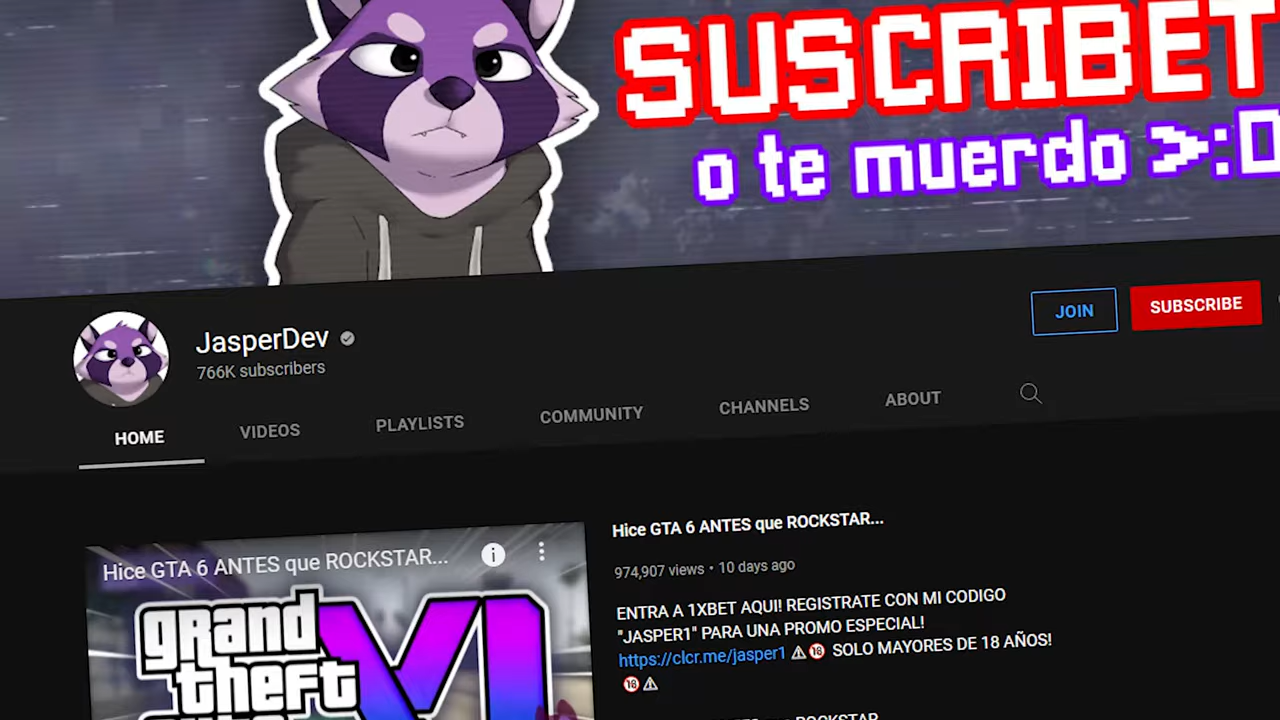 SUSCRIBET
o te muerdo >:D
JasperDev
766K subscribers
JOIN
SUBSCRIBE
HOME
VIDEOS
PLAYLISTS
COMMUNITY
CHANNELS
ABOUT
Hice GTA 6 ANTES que ROCKSTAR...
grand
theft
VI
Hice GTA 6 ANTES que ROCKSTAR...
974,907 views • 10 days ago
ENTRA A 1XBET AQUI! REGISTRATE CON MI CODIGO
"JASPER1" PARA UNA PROMO ESPECIAL!
https://clcr.me/jasper1 ⚠🔞 SOLO MAYORES DE 18 AÑOS!
🔞⚠